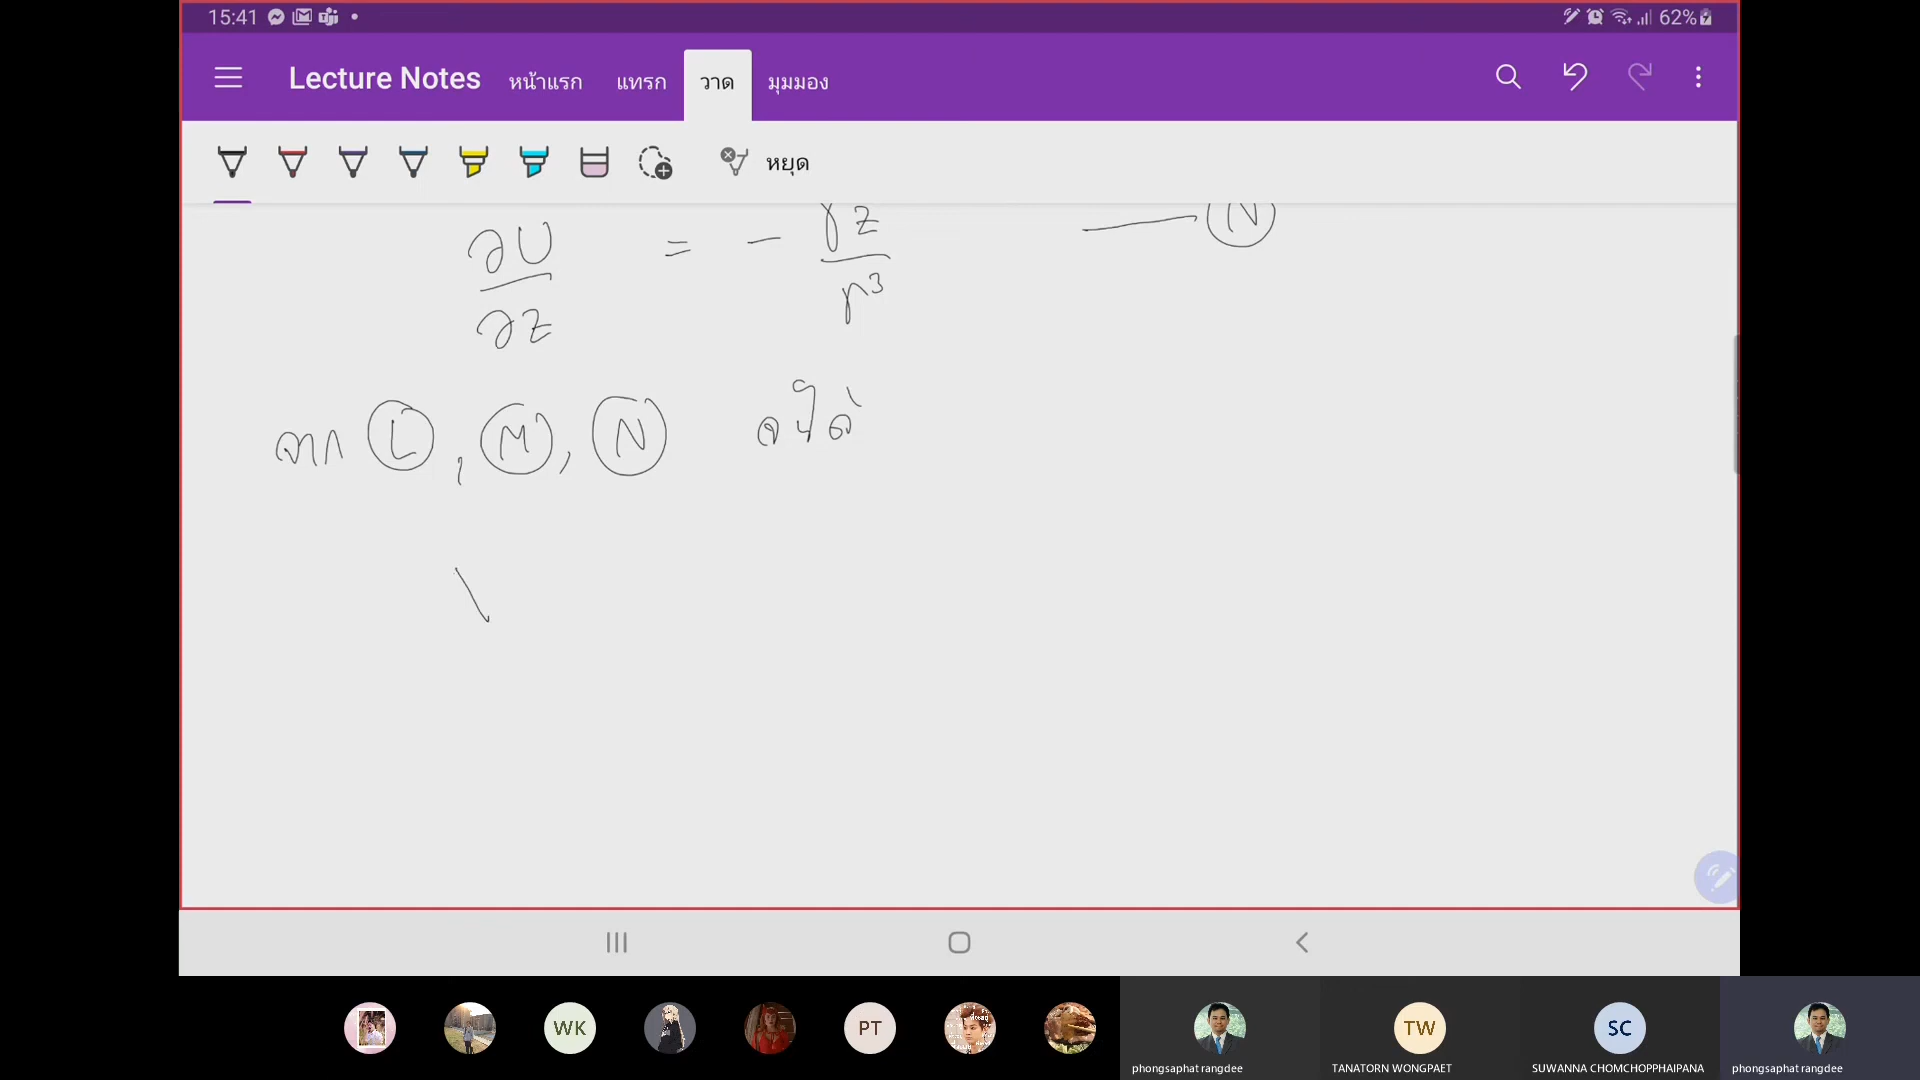 15:41 62%
Lecture Notes หน้าแรก แทรก วาด มุมมอง
หยุด
∂U/∂z = - γz/r³ —— N
จาก L, M, N จะได้
\
WK PT TW SC
phongsaphat rangdee TANATORN WONGPAET SUWANNA CHOMCHOPPHAIPANA phongsaphat rangdee